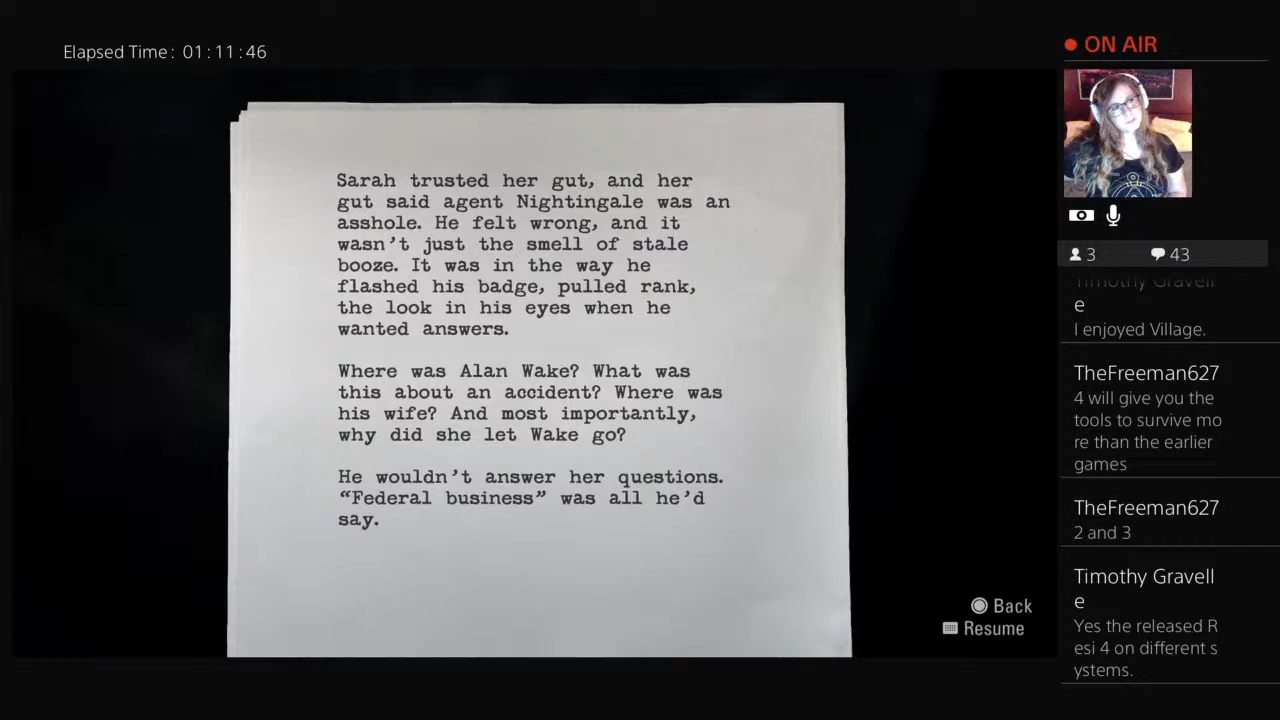 Elapsed Time: 01:11:46
ON AIR
Sarah trusted her gut, and her
gut said agent Nightingale was an
asshole. He felt wrong, and it
wasn't just the smell of stale
booze. It was in the way he
flashed his badge, pulled rank,
the look in his eyes when he
wanted answers.
Where was Alan Wake? What was
this about an accident? Where was
his wife? And most importantly,
why did she let Wake go?
He wouldn't answer her questions.
“Federal business” was all he'd
say.
Back
Resume
3
43
Timothy Gravell
e
I enjoyed Village.
TheFreeman627
4 will give you the
tools to survive mo
re than the earlier
games
TheFreeman627
2 and 3
Timothy Gravell
e
Yes the released R
esi 4 on different s
ystems.